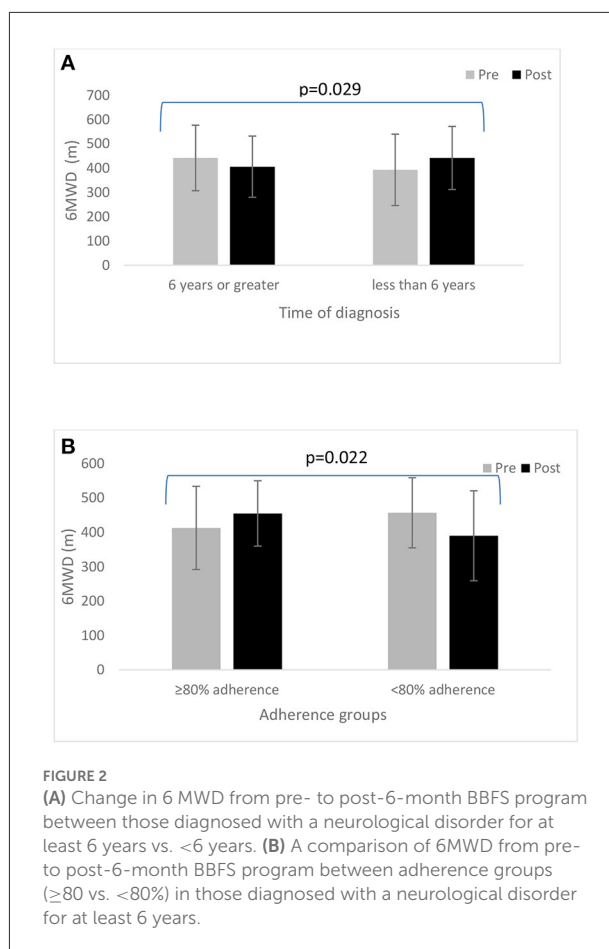 A
Pre Post
p=0.029
700
600
500
400
300
200
100
0
6MWD (m)
6 years or greater less than 6 years
Time of diagnosis
B
Pre Post
p=0.022
600
500
400
300
200
100
0
6MWD (m)
≥80% adherence <80% adherence
Adherence groups
FIGURE 2
(A) Change in 6 MWD from pre- to post-6-month BBFS program
between those diagnosed with a neurological disorder for at
least 6 years vs. <6 years. (B) A comparison of 6MWD from pre-
to post-6-month BBFS program between adherence groups
(≥80 vs. <80%) in those diagnosed with a neurological disorder
for at least 6 years.